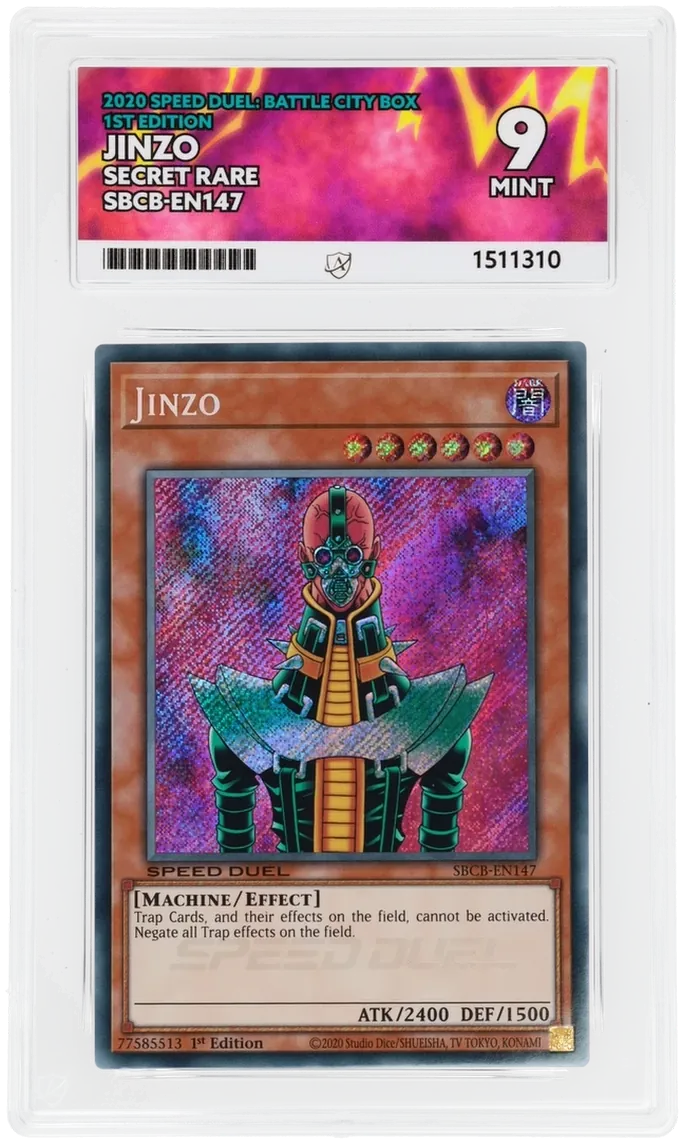 2020 SPEED DUEL: BATTLE CITY BOX
1ST EDITION
JINZO
SECRET RARE
SBCB-EN147
9
MINT
1511310
JINZO
DARK
闇
SPEED DUEL
SBCB-EN147
[MACHINE/EFFECT]
Trap Cards, and their effects on the field, cannot be activated.
Negate all Trap effects on the field.
SPEED DUEL
ATK/2400 DEF/1500
77585513 1st Edition
©2020 Studio Dice/SHUEISHA, TV TOKYO, KONAMI